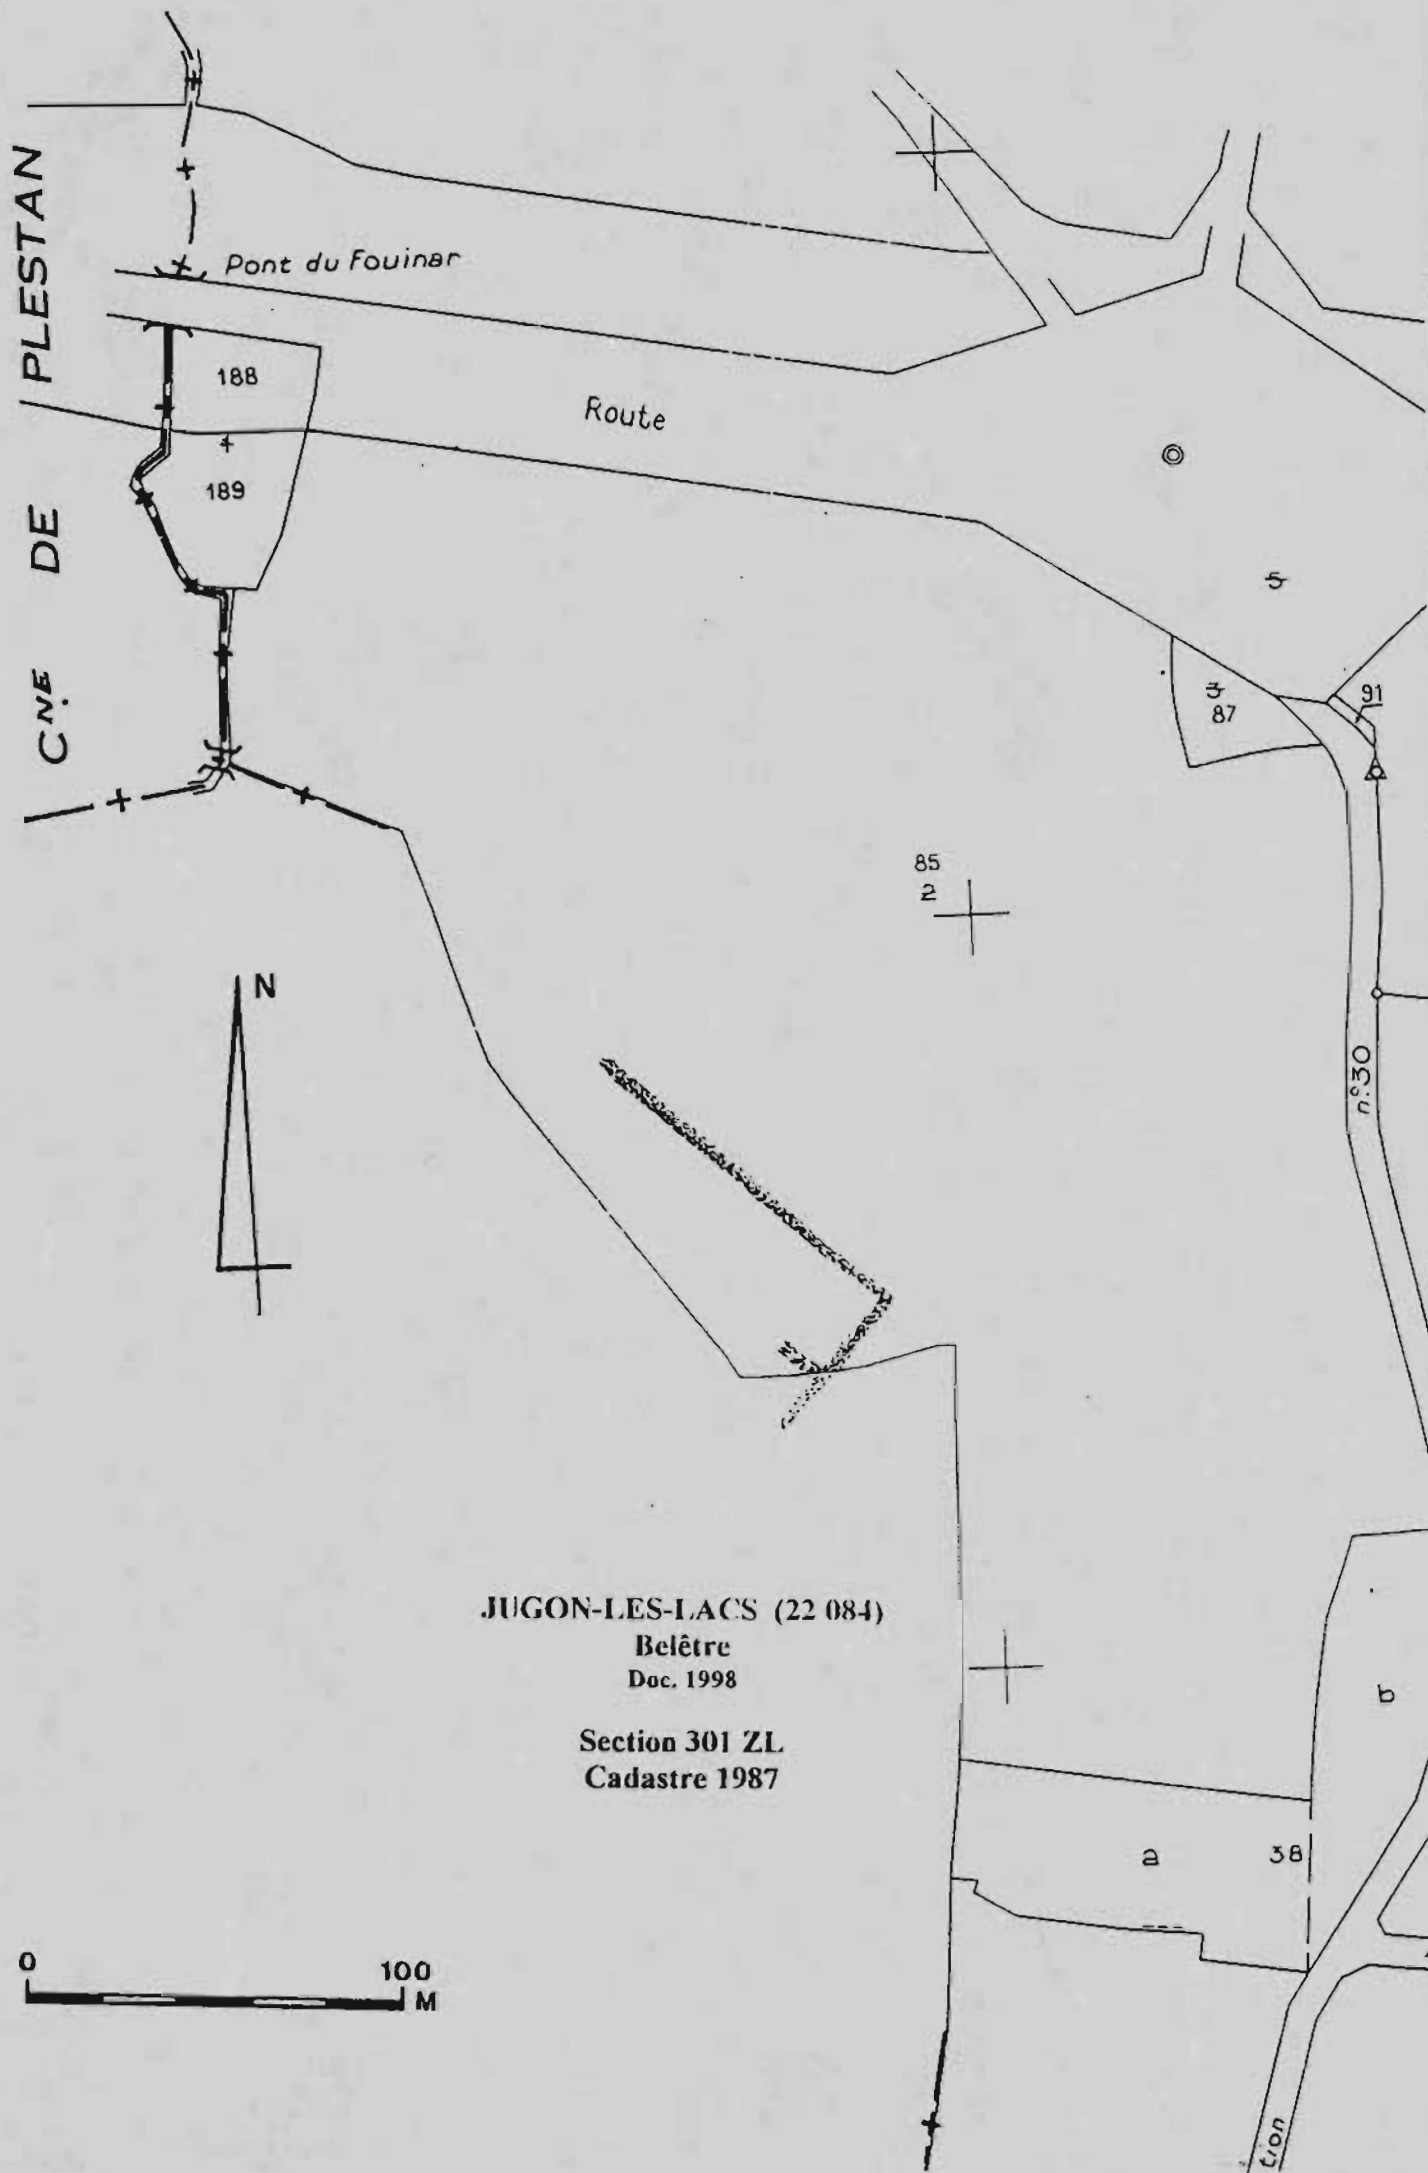 Cᴺᴱ. DE PLESTAN
Pont du Fouinar
188
Route
189
5
3
87
91
85
2
N
n°.30
JUGON-LES-LACS (22 084)
Belêtre
Doc. 1998
Section 301 ZL
Cadastre 1987
b
a
38
0
100
M
tion